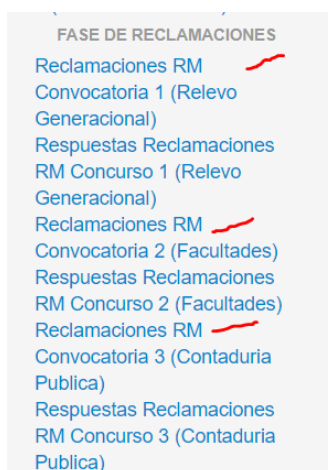 FASE DE RECLAMACIONES
Reclamaciones RM
Convocatoria 1 (Relevo
Generacional)
Respuestas Reclamaciones
RM Concurso 1 (Relevo
Generacional)
Reclamaciones RM
Convocatoria 2 (Facultades)
Respuestas Reclamaciones
RM Concurso 2 (Facultades)
Reclamaciones RM
Convocatoria 3 (Contaduria
Publica)
Respuestas Reclamaciones
RM Concurso 3 (Contaduria
Publica)